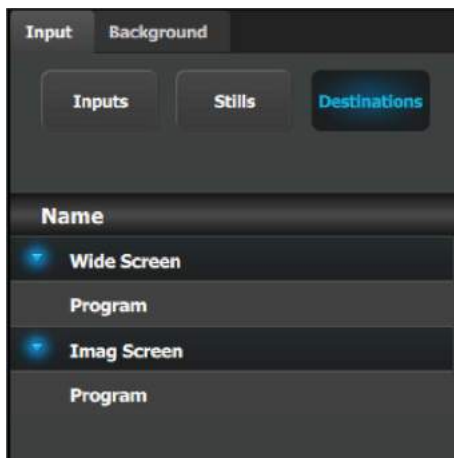 Input Background
Inputs Stills Destinations
Name
Wide Screen
Program
Imag Screen
Program